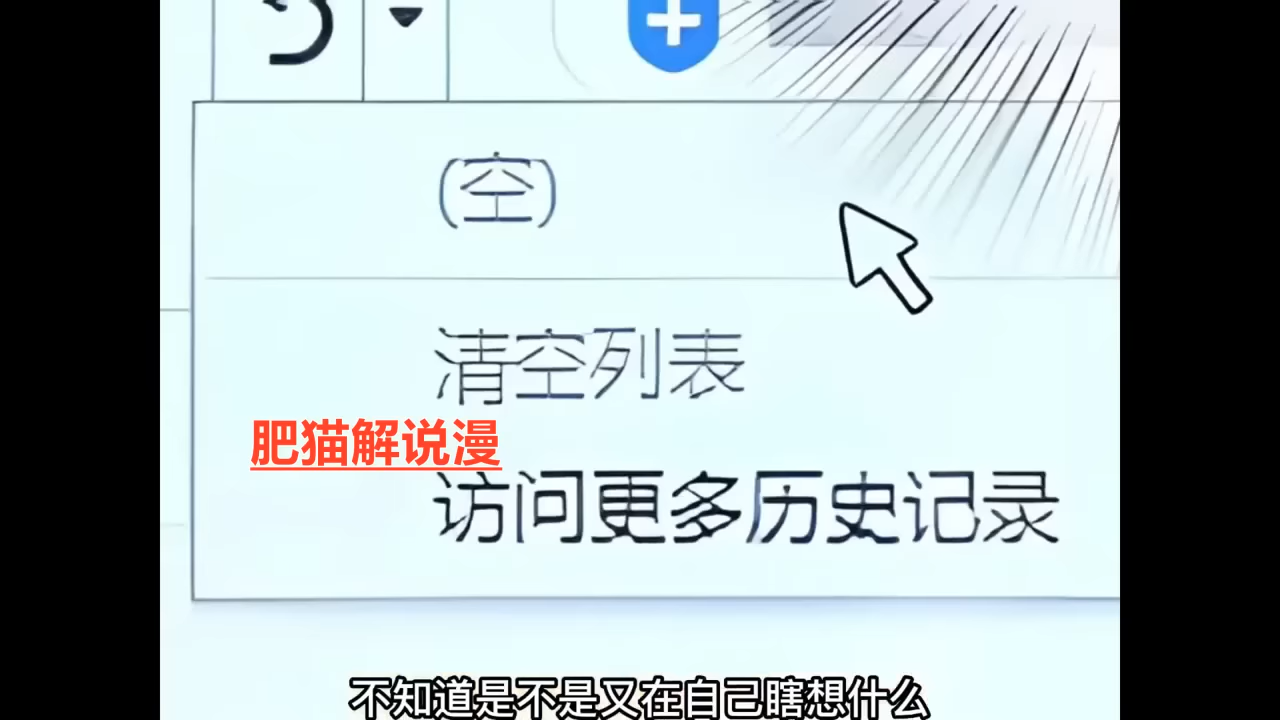 (空)
清空列表
肥猫解说漫
访问更多历史记录
不知道是不是又在自己瞎想什么